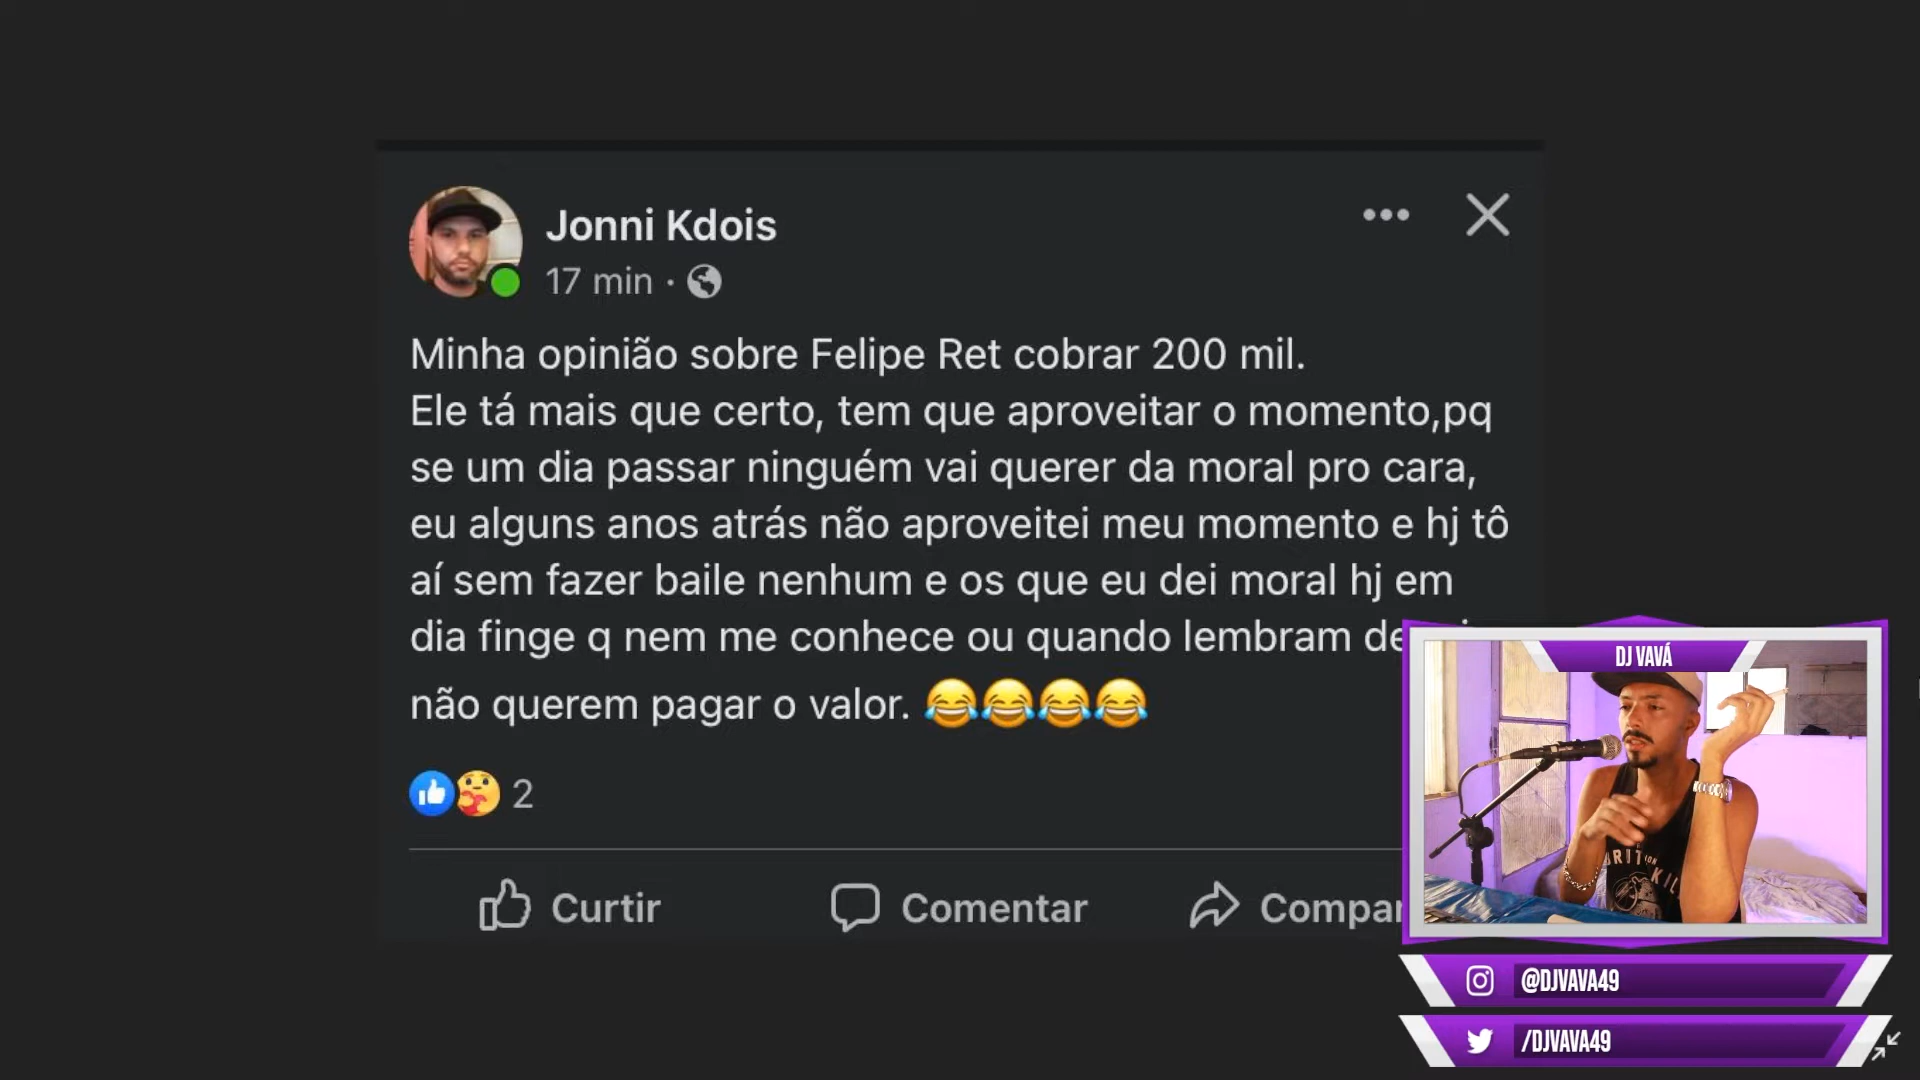 Jonni Kdois
17 min ·
Minha opinião sobre Felipe Ret cobrar 200 mil.
Ele tá mais que certo, tem que aproveitar o momento,pq
se um dia passar ninguém vai querer da moral pro cara,
eu alguns anos atrás não aproveitei meu momento e hj tô
aí sem fazer baile nenhum e os que eu dei moral hj em
dia finge q nem me conhece ou quando lembram de
não querem pagar o valor. 😂😂😂😂
2
Curtir
Comentar
Compar
DJ VAVÁ
@DJVAVA49
/DJVAVA49